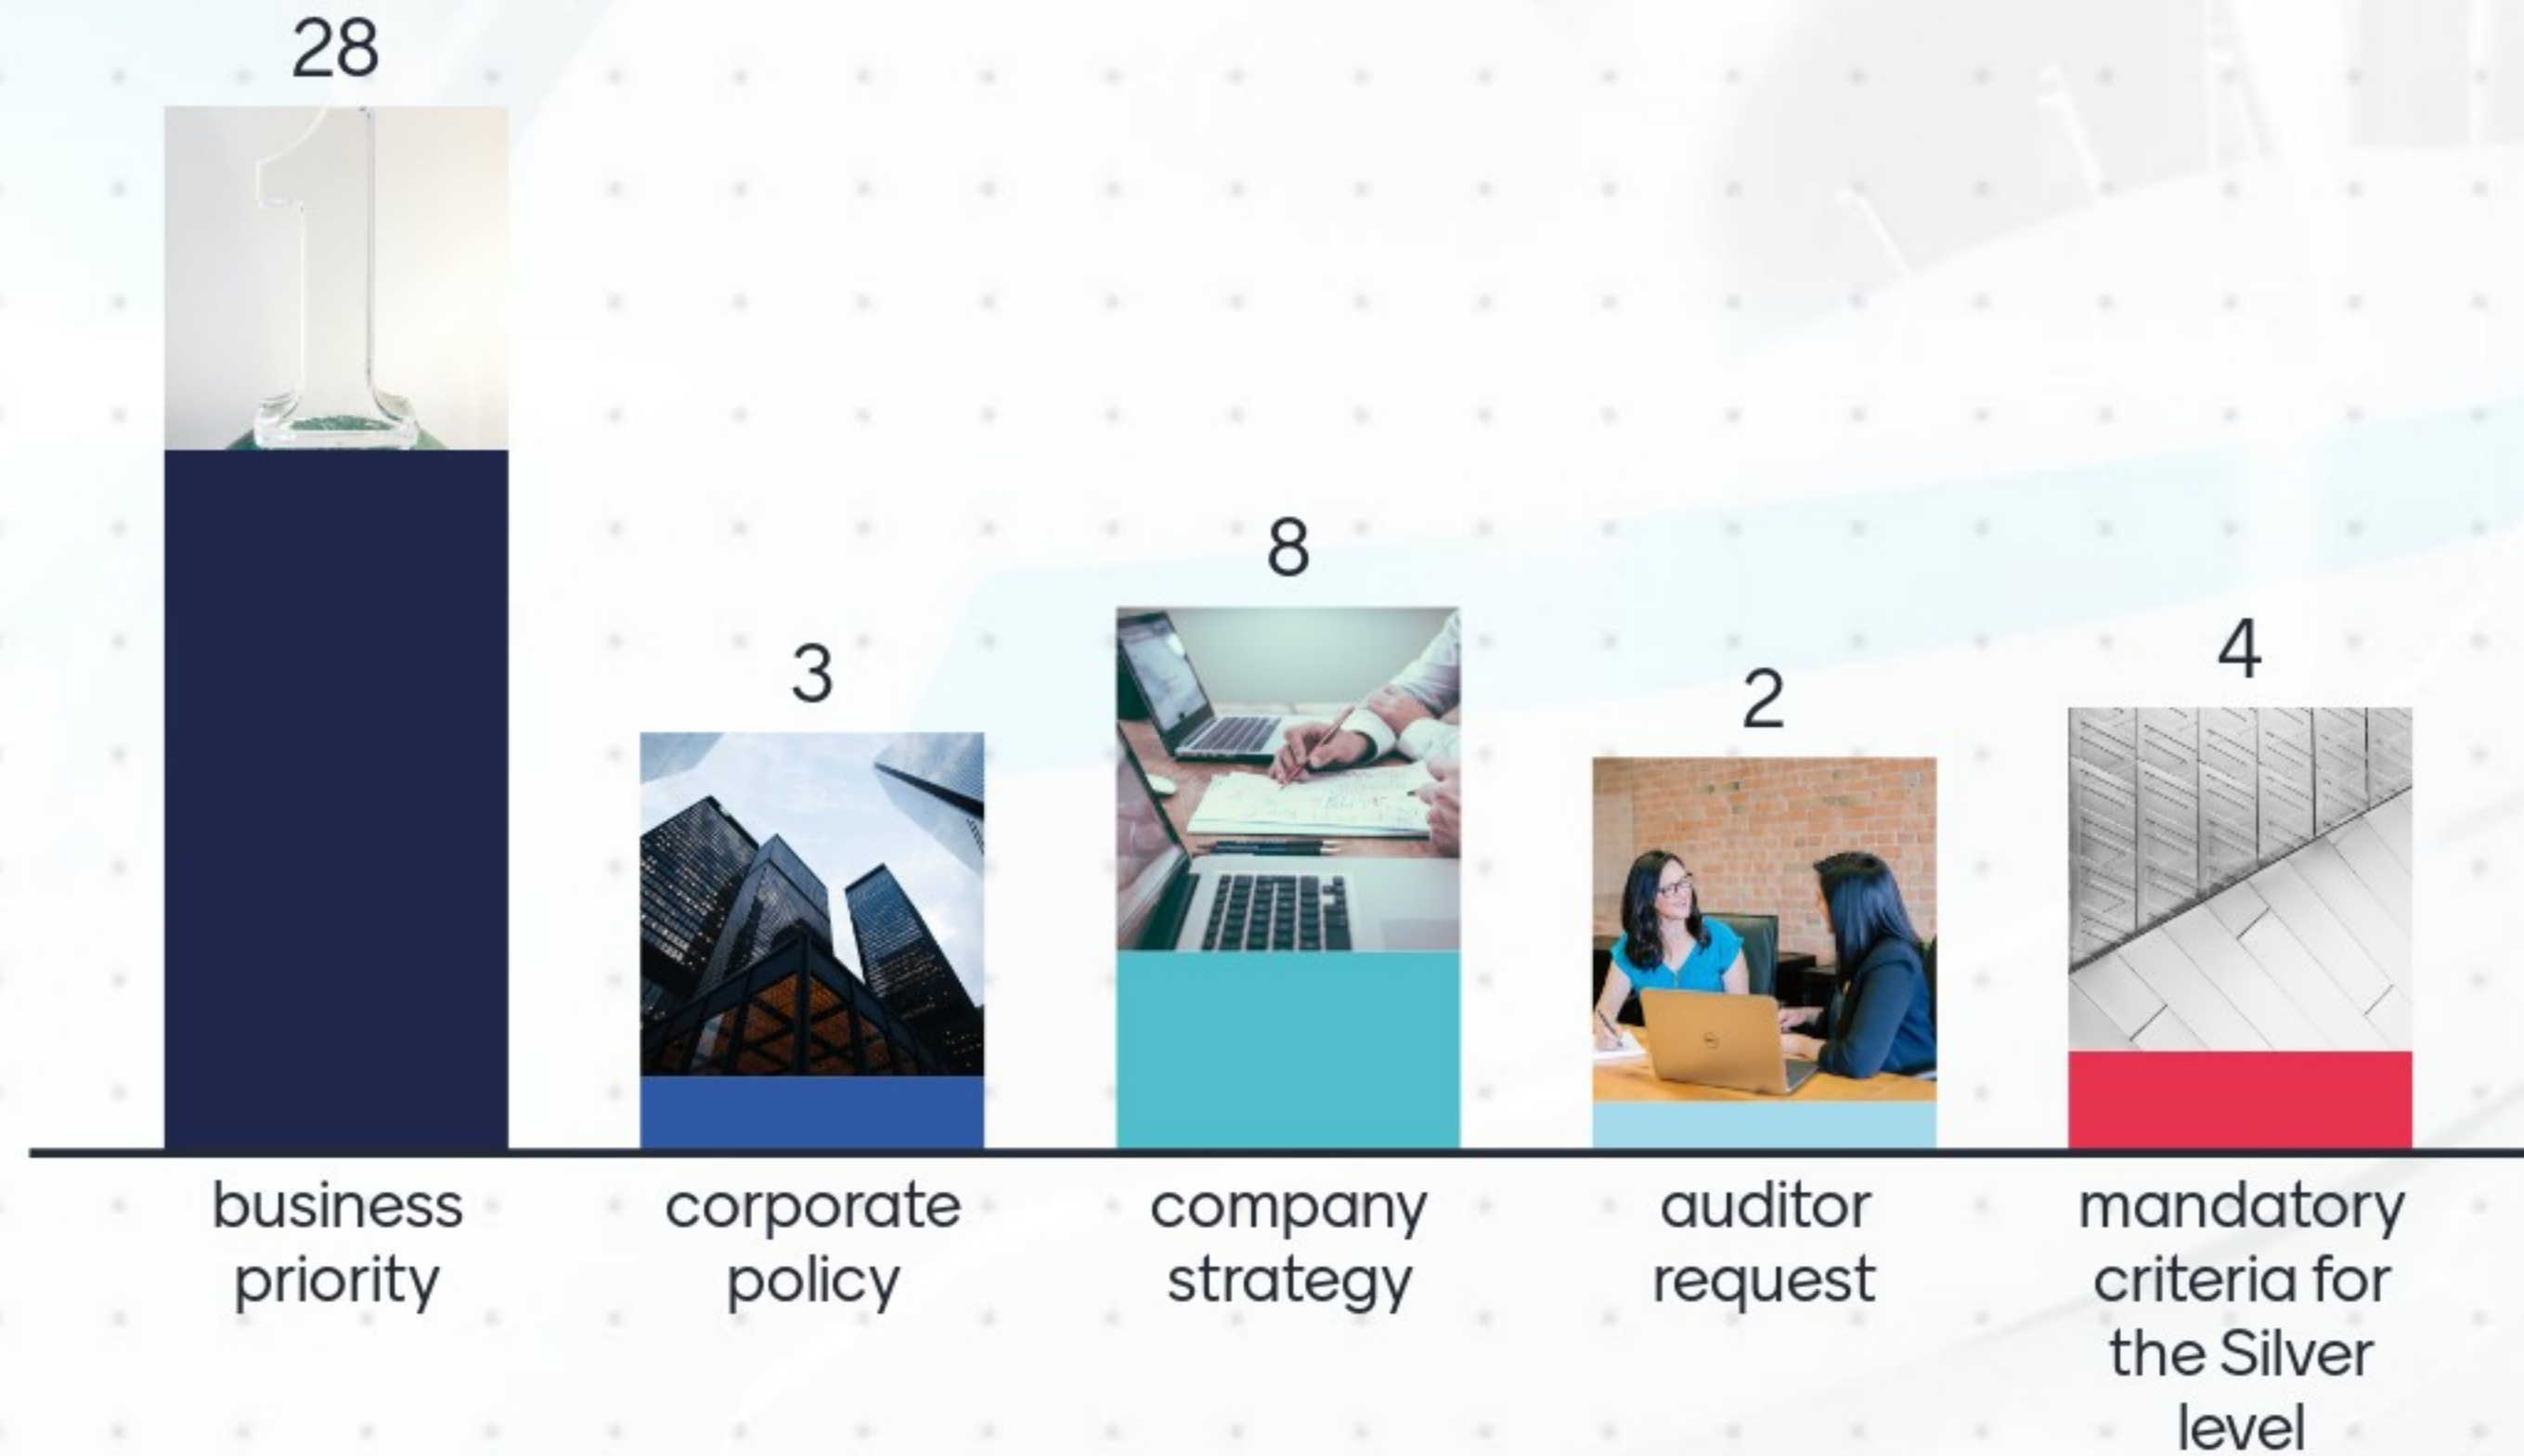 28
3
8
2
4
business
priority
corporate
policy
company
strategy
auditor
request
mandatory
criteria for
the Silver
level